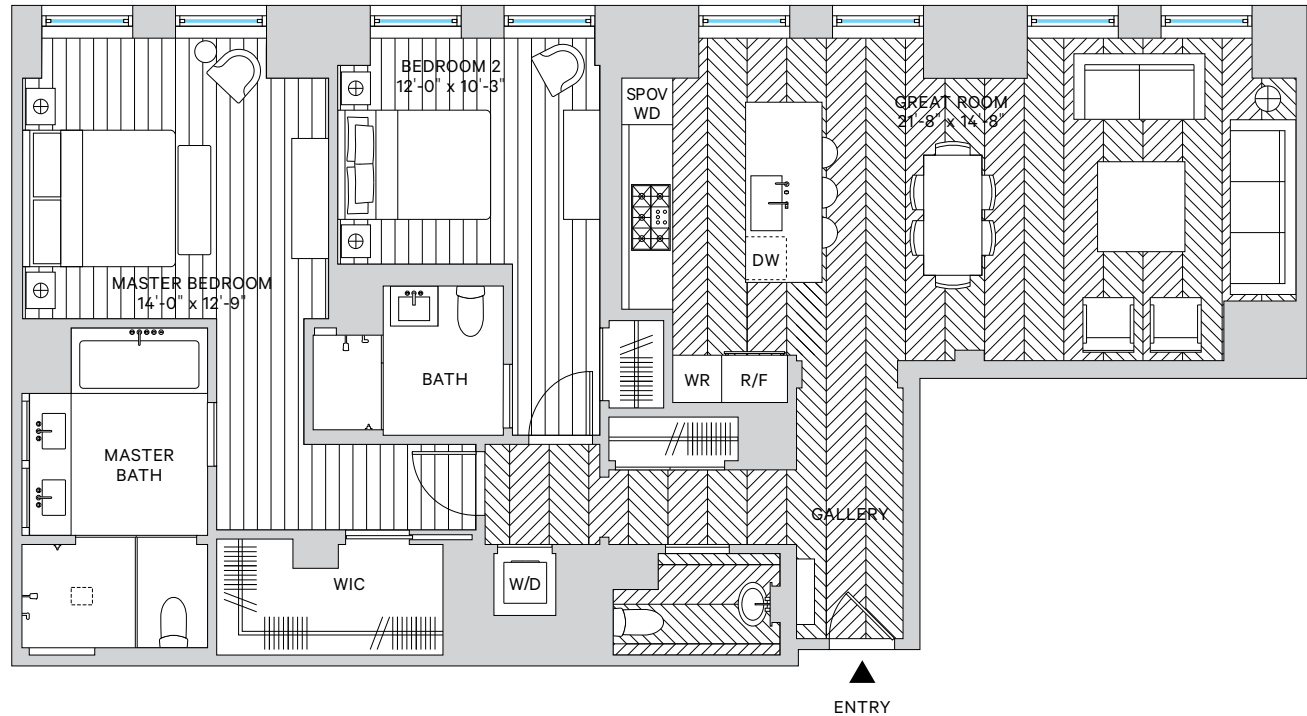 BEDROOM 2
12'-0" x 10'-3"
SPOV
WD
GREAT ROOM
21'-8" x 14'-8"
DW
MASTER BEDROOM
14'-0" x 12'-9"
BATH
WR
R/F
MASTER
BATH
GALLERY
WIC
W/D
ENTRY